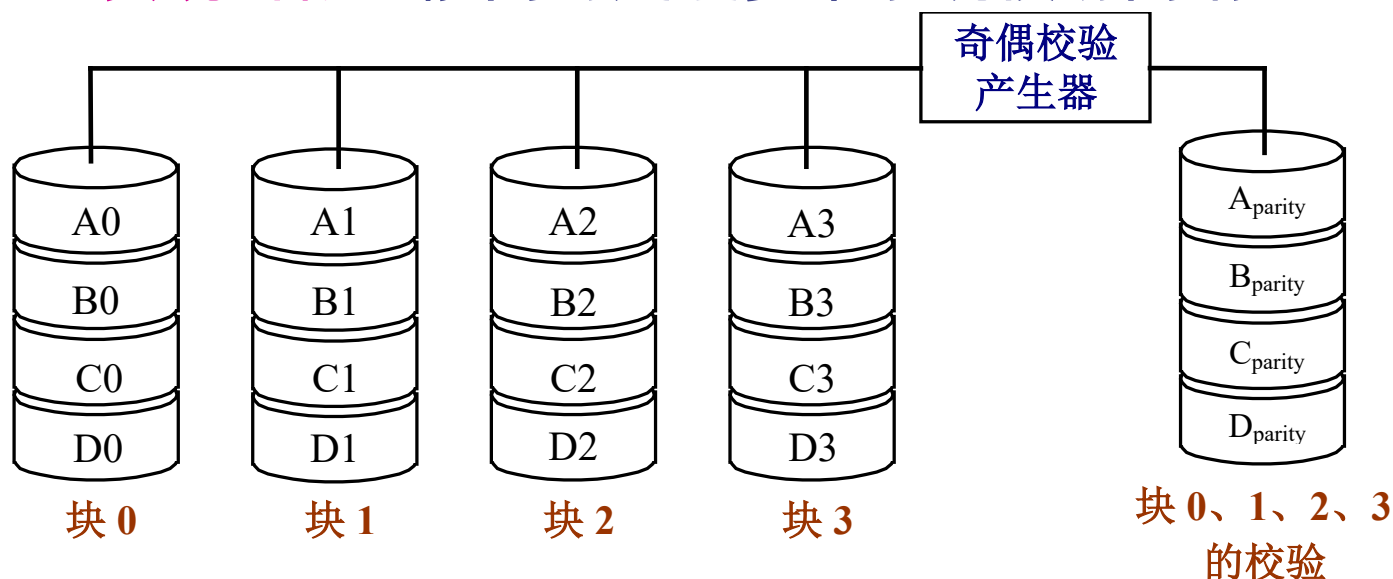 奇偶校验
产生器
A0 A1 A2 A3 Aparity
B0 B1 B2 B3 Bparity
C0 C1 C2 C3 Cparity
D0 D1 D2 D3 Dparity
块 0 块 1 块 2 块 3 块 0、1、2、3
的校验